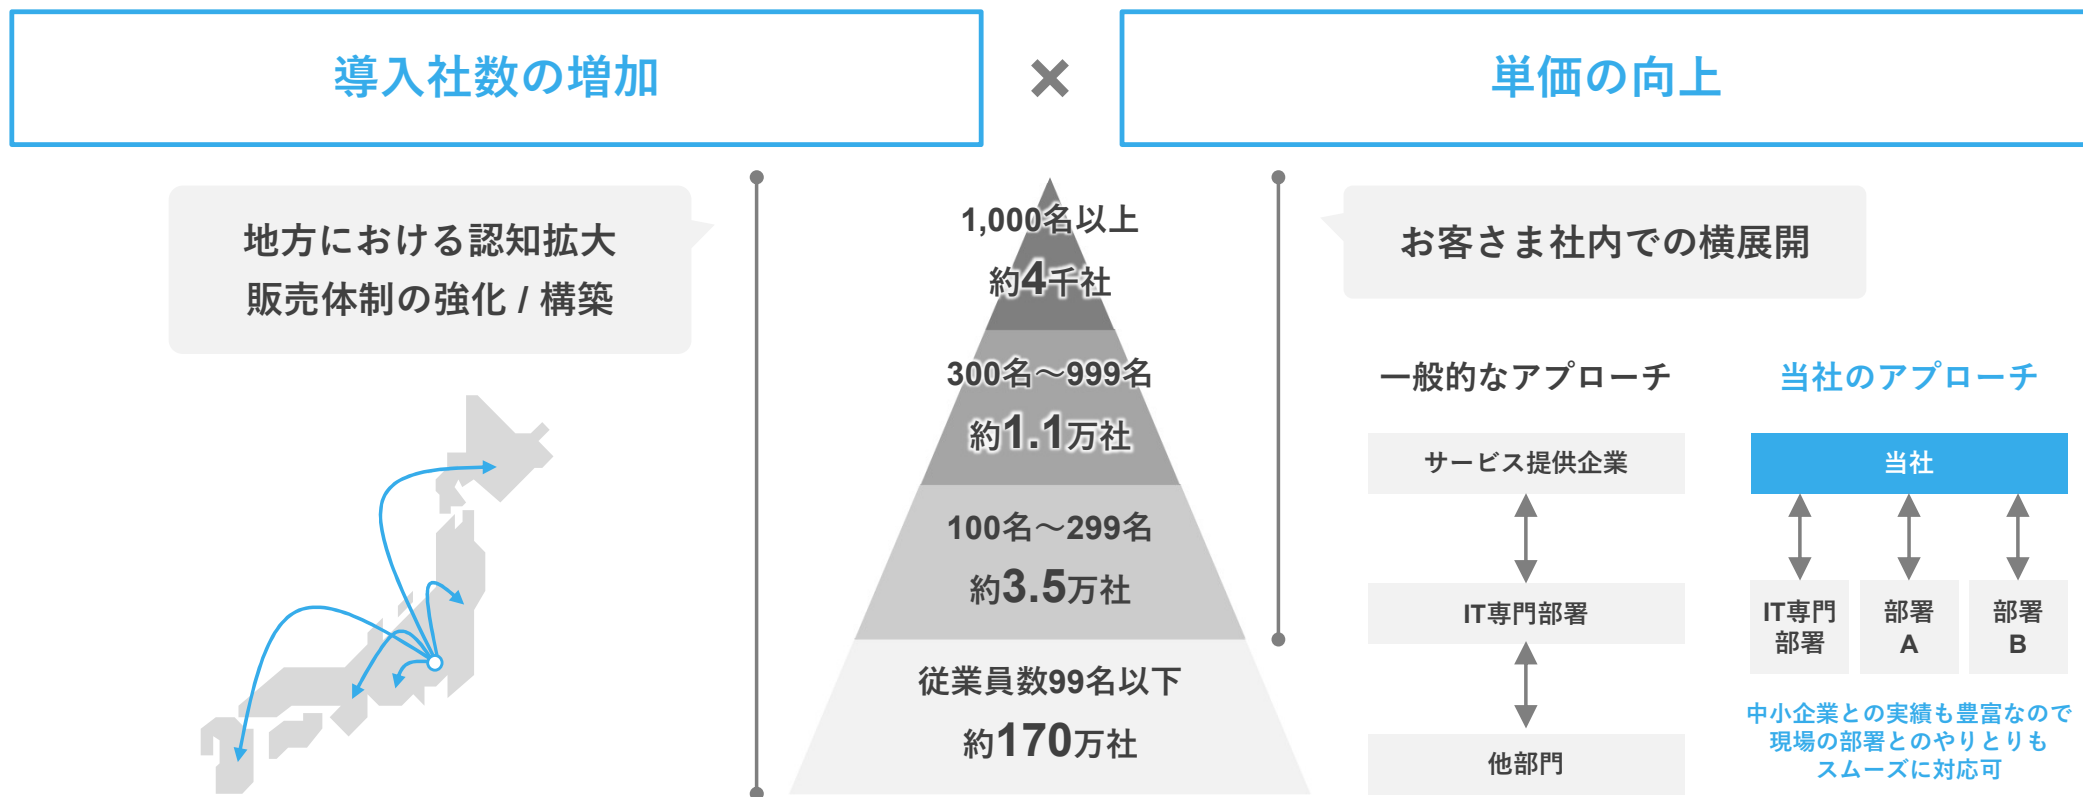 導入社数の増加
×
単価の向上
地方における認知拡大
販売体制の強化 / 構築
1,000名以上
約4千社
300名～999名
約1.1万社
100名～299名
約3.5万社
従業員数99名以下
約170万社
お客さま社内での横展開
一般的なアプローチ
サービス提供企業
IT専門部署
他部門
当社のアプローチ
当社
IT専門
部署
部署
A
部署
B
中小企業との実績も豊富なので
現場の部署とのやりとりも
スムーズに対応可